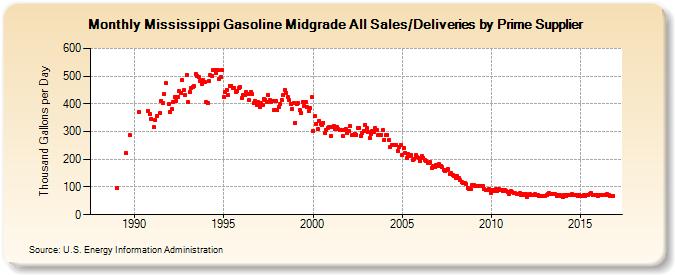 Monthly Mississippi Gasoline Midgrade All Sales/Deliveries by Prime Supplier
Thousand Gallons per Day
600
500
400
300
200
100
0
1990 1995 2000 2005 2010 2015
Source: U.S. Energy Information Administration